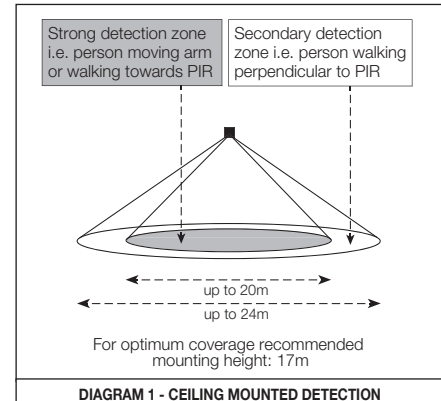 Strong detection zone
i.e. person moving arm
or walking towards PIR
Secondary detection
zone i.e. person walking
perpendicular to PIR
up to 20m
up to 24m
For optimum coverage recommended
mounting height: 17m
DIAGRAM 1 - CEILING MOUNTED DETECTION